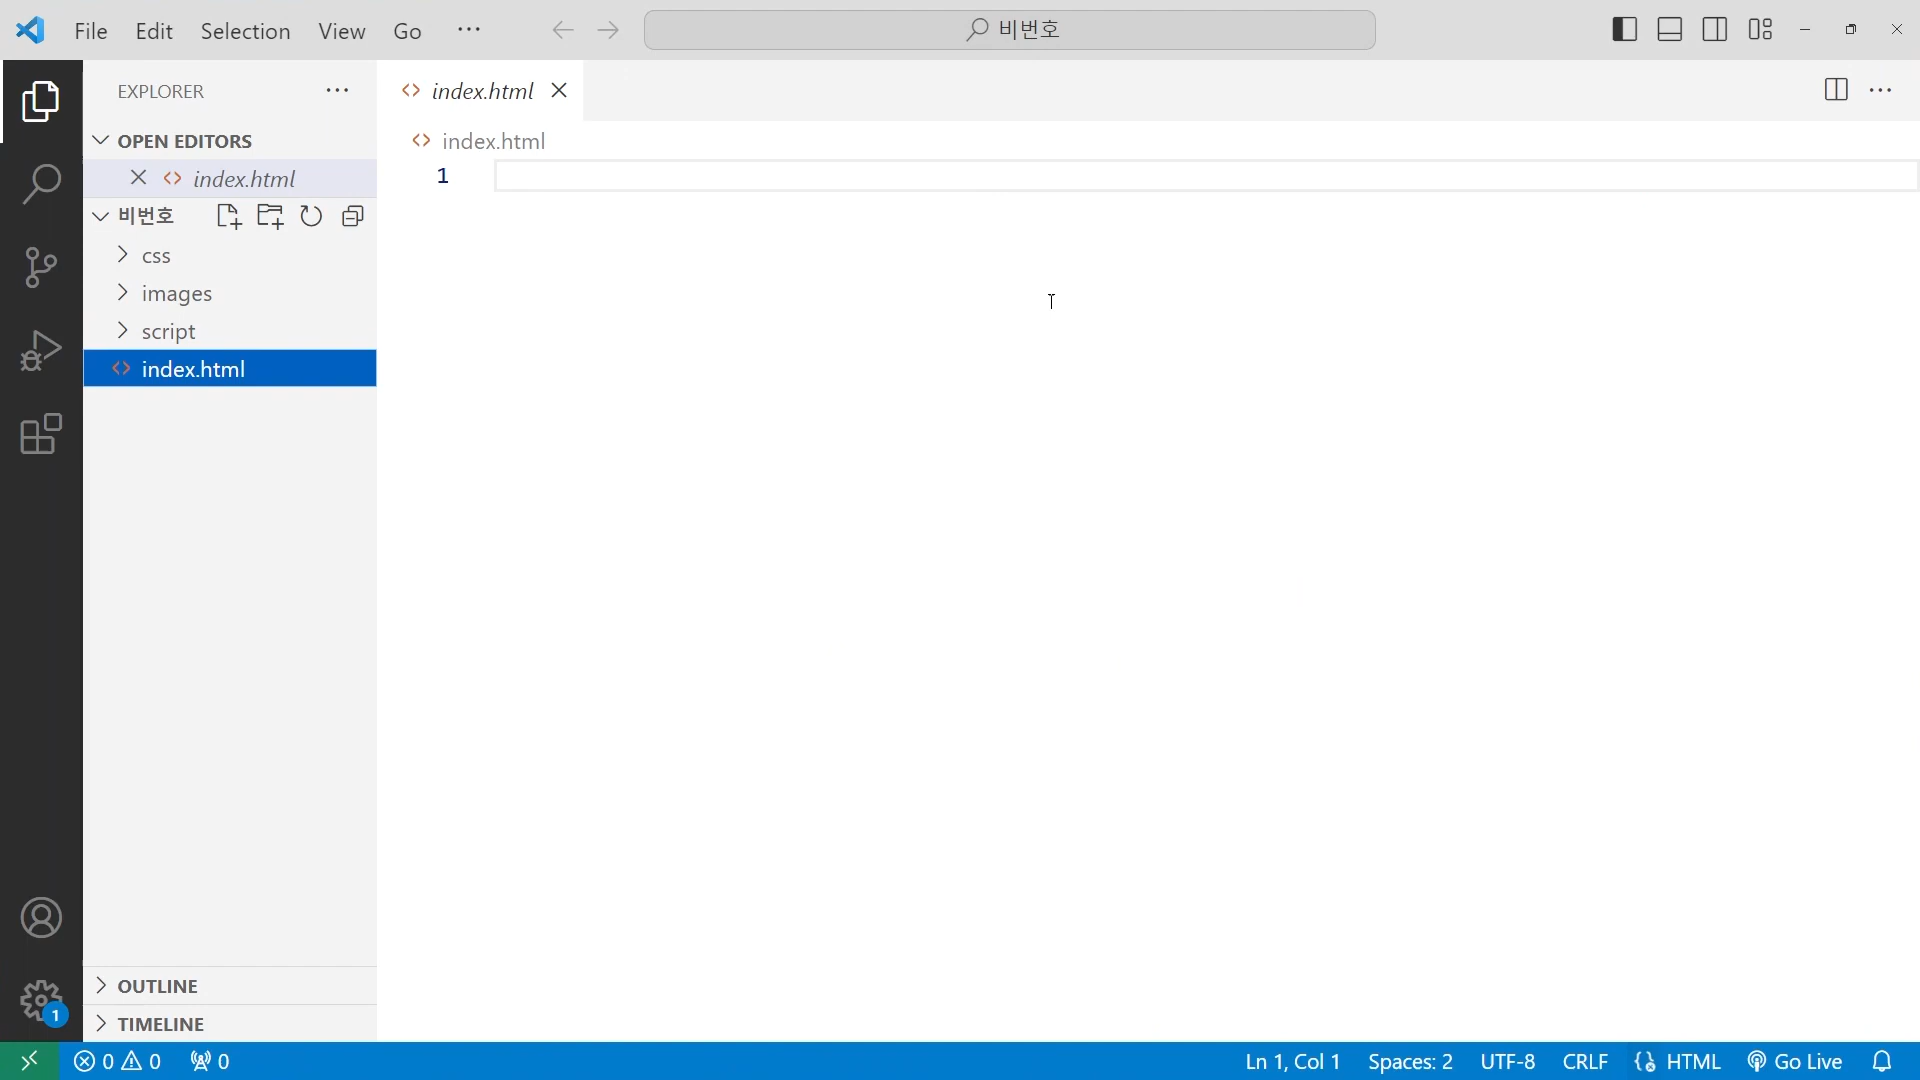 File Edit Selection View Go ··· 비번호
EXPLORER ···
index.html
OPEN EDITORS
index.html
비번호
css
images
script
index.html
OUTLINE
TIMELINE
index.html
1
1
0 0 0
Ln 1, Col 1 Spaces: 2 UTF-8 CRLF HTML Go Live